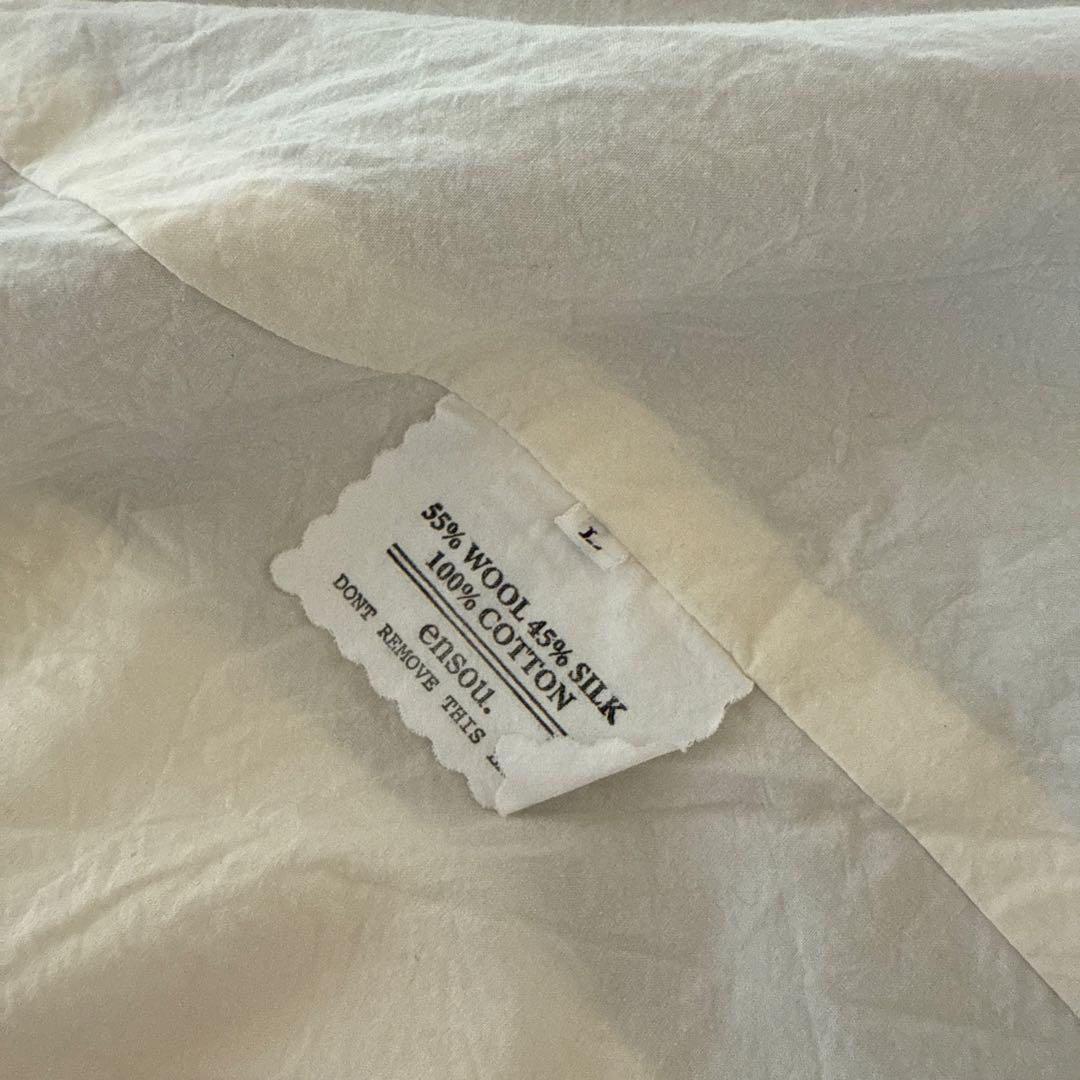 L
55% WOOL 45% SILK
100% COTTON
ensou.
DONT REMOVE THIS